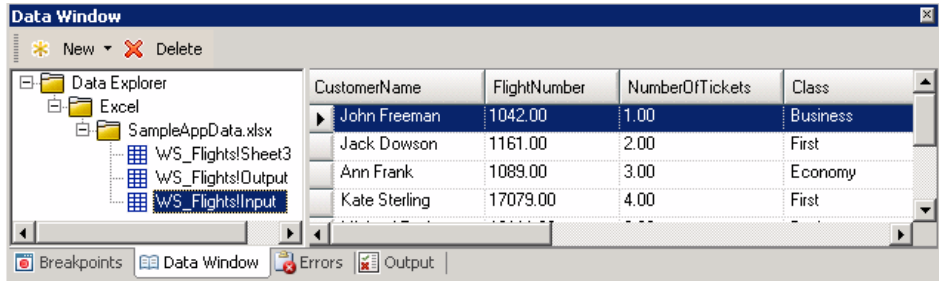 Data Window
New Delete
Data Explorer
Excel
SampleAppData.xlsx
WS_Flights!Sheet3
WS_Flights!Output
WS_Flights!Input
CustomerName FlightNumber NumberOfTickets Class
John Freeman 1042.00 1.00 Business
Jack Dowson 1161.00 2.00 First
Ann Frank 1089.00 3.00 Economy
Kate Sterling 17079.00 4.00 First
Breakpoints Data Window Errors Output